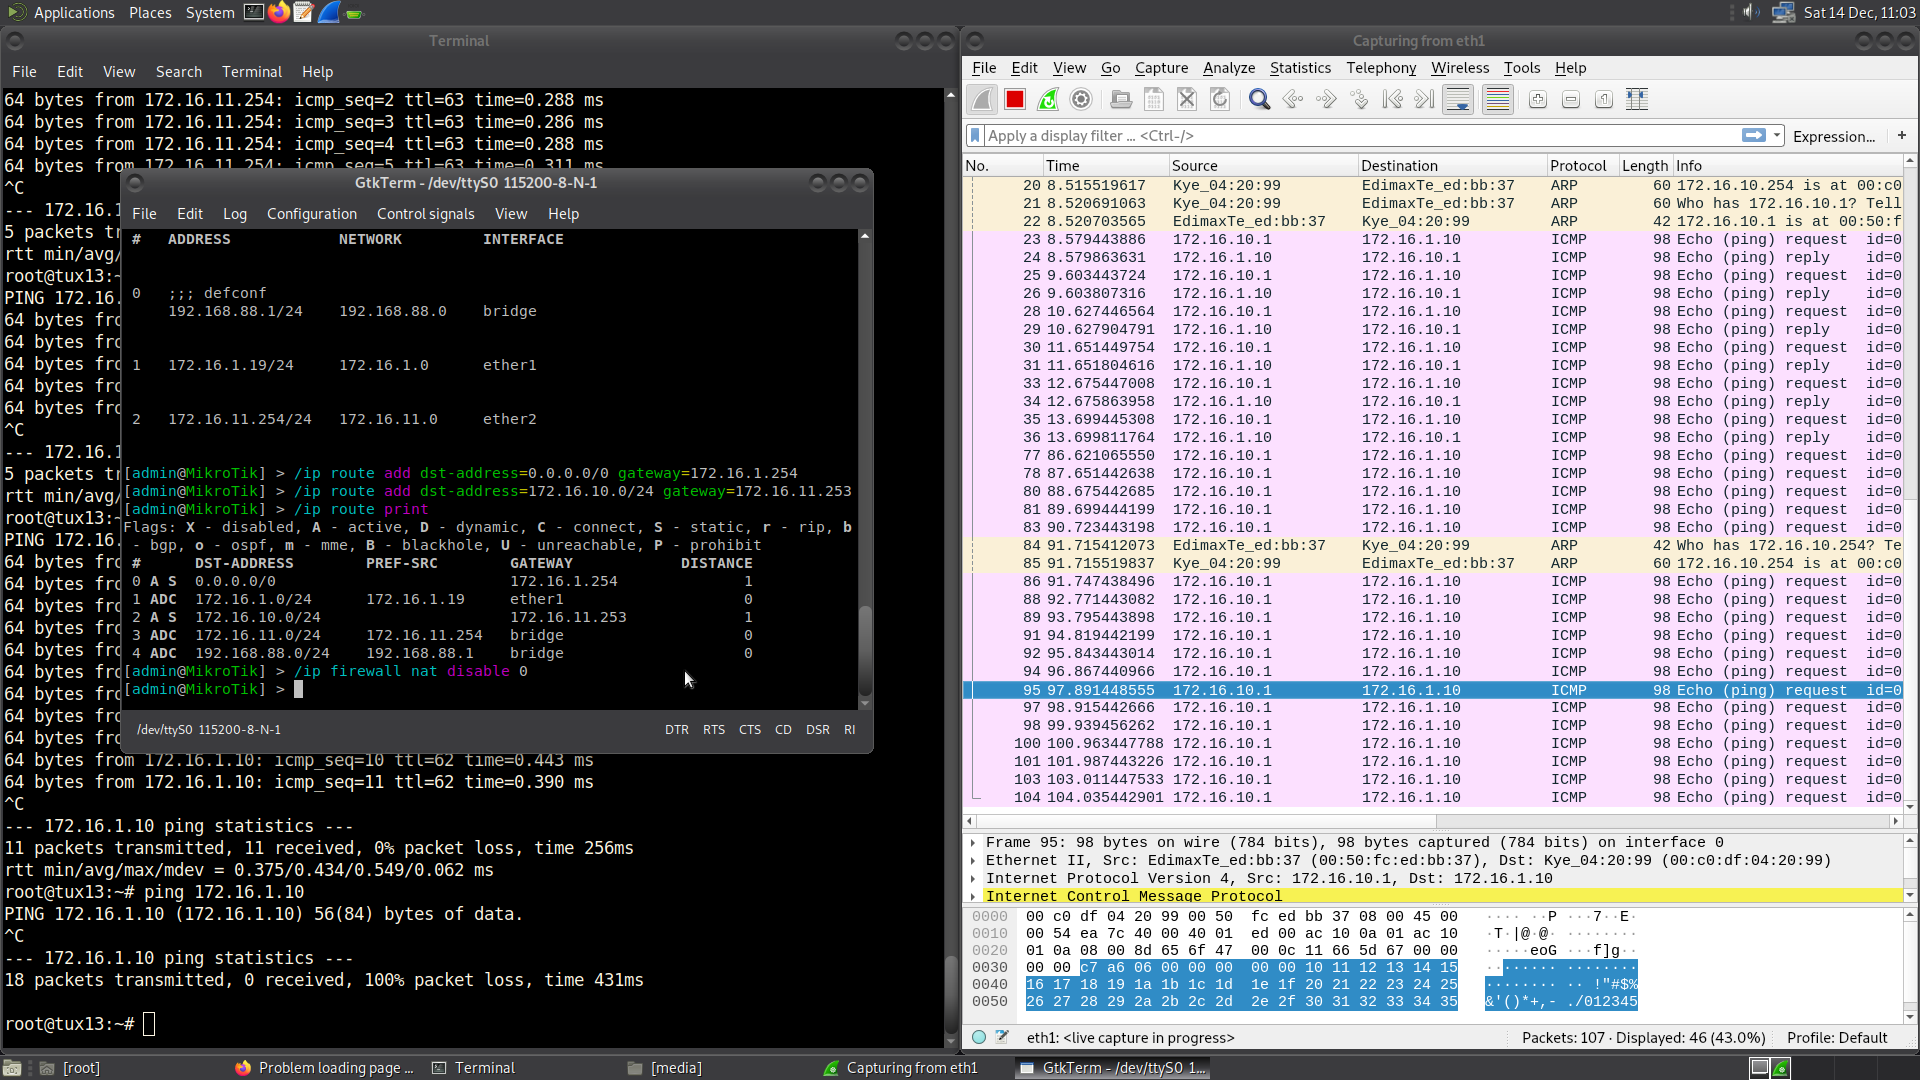 Applications Places System Sat 14 Dec, 11:03
Terminal
File Edit View Search Terminal Help
64 bytes from 172.16.11.254: icmp_seq=2 ttl=63 time=0.288 ms
64 bytes from 172.16.11.254: icmp_seq=3 ttl=63 time=0.286 ms
64 bytes from 172.16.11.254: icmp_seq=4 ttl=63 time=0.288 ms
64 bytes from 172.16.11.254: icmp_seq=5 ttl=63 time=0.311 ms
^C
--- 172.16.1
5 packets tr
rtt min/avg/
root@tux13:~
PING 172.16.
64 bytes fro
64 bytes fro
64 bytes fro
64 bytes fro
64 bytes fro
^C
--- 172.16.1
5 packets tr
rtt min/avg/
root@tux13:~
PING 172.16.
64 bytes fro
64 bytes fro
64 bytes fro
64 bytes fro
64 bytes fro
64 bytes fro
64 bytes fro
64 bytes fro
64 bytes fro
64 bytes from 172.16.1.10: icmp_seq=10 ttl=62 time=0.443 ms
64 bytes from 172.16.1.10: icmp_seq=11 ttl=62 time=0.390 ms
^C
--- 172.16.1.10 ping statistics ---
11 packets transmitted, 11 received, 0% packet loss, time 256ms
rtt min/avg/max/mdev = 0.375/0.434/0.549/0.062 ms
root@tux13:~# ping 172.16.1.10
PING 172.16.1.10 (172.16.1.10) 56(84) bytes of data.
^C
--- 172.16.1.10 ping statistics ---
18 packets transmitted, 0 received, 100% packet loss, time 431ms
root@tux13:~#
GtkTerm - /dev/ttyS0 115200-8-N-1
File Edit Log Configuration Control signals View Help
# ADDRESS NETWORK INTERFACE
0 ;;; defconf
192.168.88.1/24 192.168.88.0 bridge
1 172.16.1.19/24 172.16.1.0 ether1
2 172.16.11.254/24 172.16.11.0 ether2
[admin@MikroTik] > /ip route add dst-address=0.0.0.0/0 gateway=172.16.1.254
[admin@MikroTik] > /ip route add dst-address=172.16.10.0/24 gateway=172.16.11.253
[admin@MikroTik] > /ip route print
Flags: X - disabled, A - active, D - dynamic, C - connect, S - static, r - rip, b
- bgp, o - ospf, m - mme, B - blackhole, U - unreachable, P - prohibit
# DST-ADDRESS PREF-SRC GATEWAY DISTANCE
0 A S 0.0.0.0/0 172.16.1.254 1
1 ADC 172.16.1.0/24 172.16.1.19 ether1 0
2 A S 172.16.10.0/24 172.16.11.253 1
3 ADC 172.16.11.0/24 172.16.11.254 bridge 0
4 ADC 192.168.88.0/24 192.168.88.1 bridge 0
[admin@MikroTik] > /ip firewall nat disable 0
[admin@MikroTik] >
/dev/ttyS0 115200-8-N-1 DTR RTS CTS CD DSR RI
Capturing from eth1
File Edit View Go Capture Analyze Statistics Telephony Wireless Tools Help
Apply a display filter ... <Ctrl-/> Expression... +
No. Time Source Destination Protocol Length Info
20 8.515519617 Kye_04:20:99 EdimaxTe_ed:bb:37 ARP 60 172.16.10.254 is at 00:c0
21 8.520691063 Kye_04:20:99 EdimaxTe_ed:bb:37 ARP 60 Who has 172.16.10.1? Tell
22 8.520703565 EdimaxTe_ed:bb:37 Kye_04:20:99 ARP 42 172.16.10.1 is at 00:50:f
23 8.579443886 172.16.10.1 172.16.1.10 ICMP 98 Echo (ping) request id=0
24 8.579863631 172.16.1.10 172.16.10.1 ICMP 98 Echo (ping) reply id=0
25 9.603443724 172.16.10.1 172.16.1.10 ICMP 98 Echo (ping) request id=0
26 9.603807316 172.16.1.10 172.16.10.1 ICMP 98 Echo (ping) reply id=0
28 10.627446564 172.16.10.1 172.16.1.10 ICMP 98 Echo (ping) request id=0
29 10.627904791 172.16.1.10 172.16.10.1 ICMP 98 Echo (ping) reply id=0
30 11.651449754 172.16.10.1 172.16.1.10 ICMP 98 Echo (ping) request id=0
31 11.651804616 172.16.1.10 172.16.10.1 ICMP 98 Echo (ping) reply id=0
33 12.675447008 172.16.10.1 172.16.1.10 ICMP 98 Echo (ping) request id=0
34 12.675863958 172.16.1.10 172.16.10.1 ICMP 98 Echo (ping) reply id=0
35 13.699445308 172.16.10.1 172.16.1.10 ICMP 98 Echo (ping) request id=0
36 13.699811764 172.16.1.10 172.16.10.1 ICMP 98 Echo (ping) reply id=0
77 86.621065550 172.16.10.1 172.16.1.10 ICMP 98 Echo (ping) request id=0
78 87.651442638 172.16.10.1 172.16.1.10 ICMP 98 Echo (ping) request id=0
80 88.675442685 172.16.10.1 172.16.1.10 ICMP 98 Echo (ping) request id=0
81 89.699444199 172.16.10.1 172.16.1.10 ICMP 98 Echo (ping) request id=0
83 90.723443198 172.16.10.1 172.16.1.10 ICMP 98 Echo (ping) request id=0
84 91.715412073 EdimaxTe_ed:bb:37 Kye_04:20:99 ARP 42 Who has 172.16.10.254? Te
85 91.715519837 Kye_04:20:99 EdimaxTe_ed:bb:37 ARP 60 172.16.10.254 is at 00:c0
86 91.747438496 172.16.10.1 172.16.1.10 ICMP 98 Echo (ping) request id=0
88 92.771443082 172.16.10.1 172.16.1.10 ICMP 98 Echo (ping) request id=0
89 93.795443898 172.16.10.1 172.16.1.10 ICMP 98 Echo (ping) request id=0
91 94.819442199 172.16.10.1 172.16.1.10 ICMP 98 Echo (ping) request id=0
92 95.843443014 172.16.10.1 172.16.1.10 ICMP 98 Echo (ping) request id=0
94 96.867440966 172.16.10.1 172.16.1.10 ICMP 98 Echo (ping) request id=0
95 97.891448555 172.16.10.1 172.16.1.10 ICMP 98 Echo (ping) request id=0
97 98.915442666 172.16.10.1 172.16.1.10 ICMP 98 Echo (ping) request id=0
98 99.939456262 172.16.10.1 172.16.1.10 ICMP 98 Echo (ping) request id=0
100 100.963447788 172.16.10.1 172.16.1.10 ICMP 98 Echo (ping) request id=0
101 101.987443226 172.16.10.1 172.16.1.10 ICMP 98 Echo (ping) request id=0
103 103.011447533 172.16.10.1 172.16.1.10 ICMP 98 Echo (ping) request id=0
104 104.035442901 172.16.10.1 172.16.1.10 ICMP 98 Echo (ping) request id=0
Frame 95: 98 bytes on wire (784 bits), 98 bytes captured (784 bits) on interface 0
Ethernet II, Src: EdimaxTe_ed:bb:37 (00:50:fc:ed:bb:37), Dst: Kye_04:20:99 (00:c0:df:04:20:99)
Internet Protocol Version 4, Src: 172.16.10.1, Dst: 172.16.1.10
Internet Control Message Protocol
0000 00 c0 df 04 20 99 00 50 fc ed bb 37 08 00 45 00 ···· ··P ···7··E·
0010 00 54 ea 7c 40 00 40 01 ed 00 ac 10 0a 01 ac 10 ·T·|@·@· ········
0020 01 0a 08 00 8d 65 6f 47 00 0c 11 66 5d 67 00 00 ·····eoG ···f]g··
0030 00 00 c7 a6 06 00 00 00 00 00 10 11 12 13 14 15 ········ ········
0040 16 17 18 19 1a 1b 1c 1d 1e 1f 20 21 22 23 24 25 ········ ·· !"#$%
0050 26 27 28 29 2a 2b 2c 2d 2e 2f 30 31 32 33 34 35 &'()*+,- ./012345
eth1: <live capture in progress> Packets: 107 · Displayed: 46 (43.0%) Profile: Default
[root] Problem loading page ... Terminal [media] Capturing from eth1 GtkTerm - /dev/ttyS0 1...